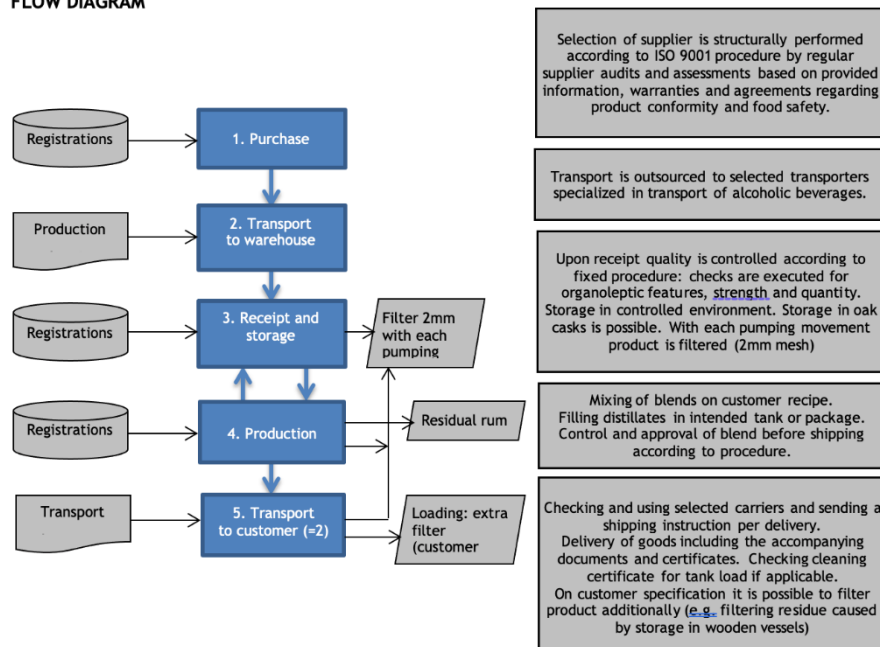 FLOW DIAGRAM
Registrations
1. Purchase
Selection of supplier is structurally performed
according to ISO 9001 procedure by regular
supplier audits and assessments based on provided
information, warranties and agreements regarding
product conformity and food safety.
Production
2. Transport
to warehouse
Transport is outsourced to selected transporters
specialized in transport of alcoholic beverages.
Registrations
3. Receipt and
storage
Filter 2mm
with each
pumping
Upon receipt quality is controlled according to
fixed procedure: checks are executed for
organoleptic features, strength and quantity.
Storage in controlled environment. Storage in oak
casks is possible. With each pumping movement
product is filtered (2mm mesh)
Registrations
4. Production
Residual rum
Mixing of blends on customer recipe.
Filling distillates in intended tank or package.
Control and approval of blend before shipping
according to procedure.
Transport
5. Transport
to customer (=2)
Loading: extra
filter
(customer
Checking and using selected carriers and sending a
shipping instruction per delivery.
Delivery of goods including the accompanying
documents and certificates. Checking cleaning
certificate for tank load if applicable.
On customer specification it is possible to filter
product additionally (e.g. filtering residue caused
by storage in wooden vessels)